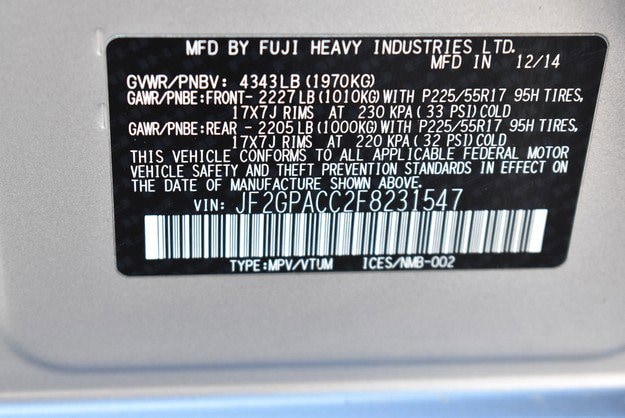 MFD BY FUJI HEAVY INDUSTRIES LTD.
MFD IN 12/14
GVWR/PNBV: 4343LB (1970KG)
GAWR/PNBE:FRONT- 2227LB(1010KG)WITH P225/55R17 95H TIRES,
17X7J RIMS AT 230 KPA( 33 PSI)COLD
GAWR/PNBE:REAR - 2205LB(1000KG)WITH P225/55R17 95H TIRES,
17X7J RIMS AT 220 KPA( 32 PSI)COLD
THIS VEHICLE CONFORMS TO ALL APPLICABLE FEDERAL MOTOR
VEHICLE SAFETY AND THEFT PREVENTION STANDARDS IN EFFECT ON
THE DATE OF MANUFACTURE SHOWN ABOVE.
VIN: JF2GPACC2F8231547
TYPE:MPV/VTUM ICES/NMB-002